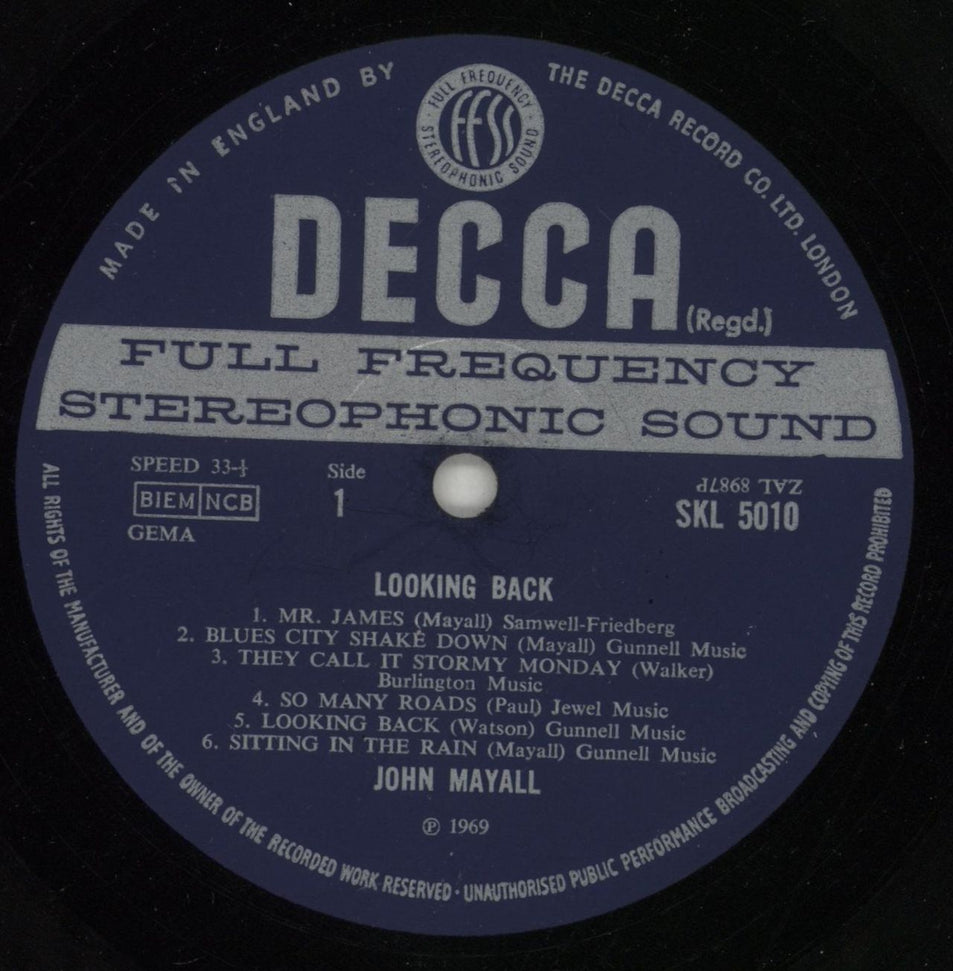 MADE IN ENGLAND BY
THE DECCA RECORD CO. LTD. LONDON
FULL FREQUENCY
FFSS
STEREOPHONIC SOUND
DECCA
(Regd.)
FULL FREQUENCY
STEREOPHONIC SOUND
SPEED 33-⅓
BIEM NCB
GEMA
Side
1
ZAL 8987P
SKL 5010
LOOKING BACK
1. MR. JAMES (Mayall) Samwell-Friedberg
2. BLUES CITY SHAKE DOWN (Mayall) Gunnell Music
3. THEY CALL IT STORMY MONDAY (Walker)
Burlington Music
4. SO MANY ROADS (Paul) Jewel Music
5. LOOKING BACK (Watson) Gunnell Music
6. SITTING IN THE RAIN (Mayall) Gunnell Music
JOHN MAYALL
℗ 1969
ALL RIGHTS OF THE MANUFACTURER AND OF THE OWNER OF THE RECORDED WORK RESERVED · UNAUTHORISED PUBLIC PERFORMANCE BROADCASTING AND COPYING OF THIS RECORD PROHIBITED